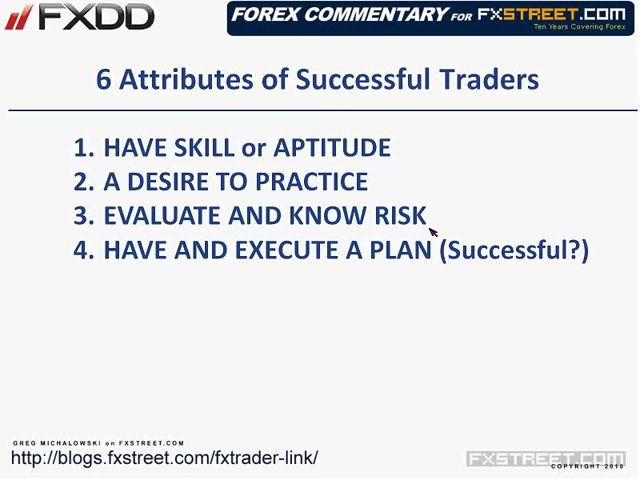 FXDD
FOREX COMMENTARY FOR FXSTREET.COM
Ten Years Covering Forex
6 Attributes of Successful Traders
1. HAVE SKILL or APTITUDE
2. A DESIRE TO PRACTICE
3. EVALUATE AND KNOW RISK
4. HAVE AND EXECUTE A PLAN (Successful?)
GREG MICHALOWSKI on FXSTREET.COM
http://blogs.fxstreet.com/fxtrader-link/
FXSTREET.COM
COPYRIGHT 2010